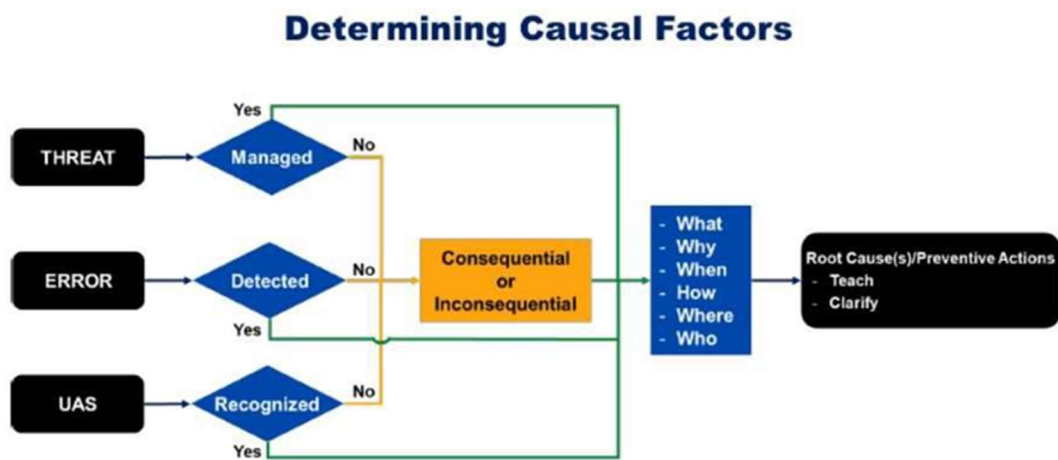 Determining Causal Factors
Yes
THREAT
Managed
No
ERROR
Detected
No
Yes
UAS
Recognized
No
Yes
Consequential
or
Inconsequential
- What
- Why
- When
- How
- Where
- Who
Root Cause(s)/Preventive Actions
- Teach
- Clarify